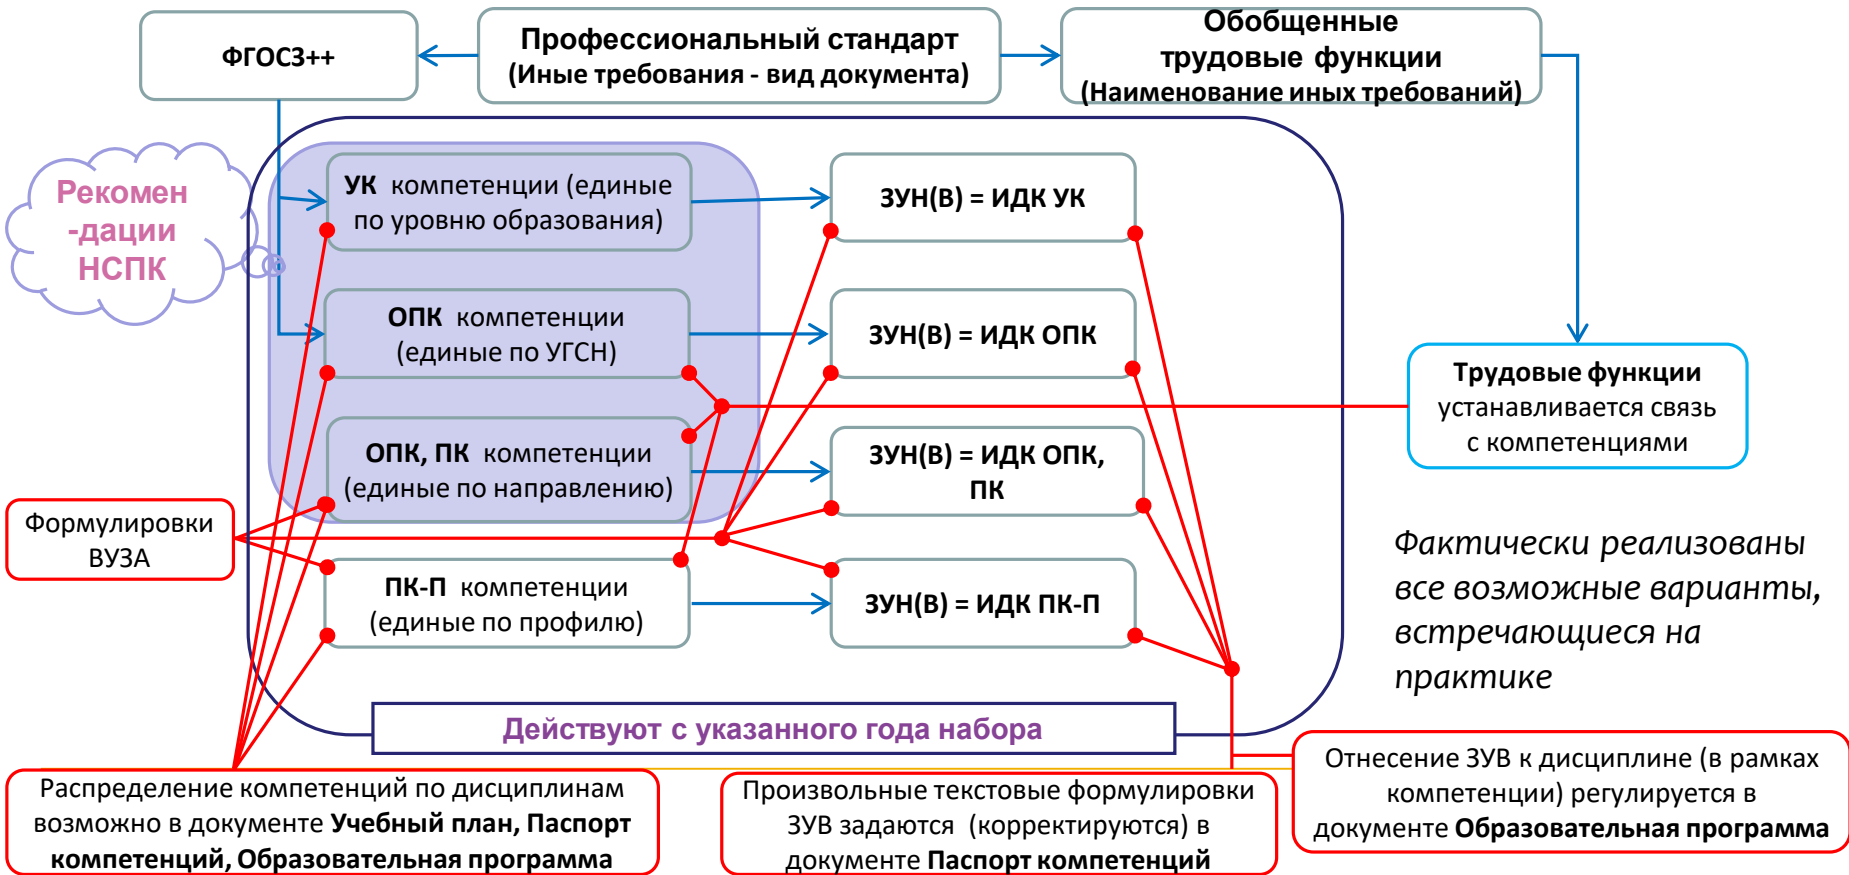 ФГОС3++
Профессиональный стандарт
(Иные требования - вид документа)
Обобщенные
трудовые функции
(Наименование иных требований)
Рекомен
-дации
НСПК
УК компетенции (единые
по уровню образования)
ЗУН(В) = ИДК УК
ОПК компетенции
(единые по УГСН)
ЗУН(В) = ИДК ОПК
Трудовые функции
устанавливается связь
с компетенциями
ОПК, ПК компетенции
(единые по направлению)
ЗУН(В) = ИДК ОПК,
ПК
Формулировки
ВУЗА
ПК-П компетенции
(единые по профилю)
ЗУН(В) = ИДК ПК-П
Фактически реализованы
все возможные варианты,
встречающиеся на
практике
Действуют с указанного года набора
Распределение компетенций по дисциплинам
возможно в документе Учебный план, Паспорт
компетенций, Образовательная программа
Произвольные текстовые формулировки
ЗУВ задаются (корректируются) в
документе Паспорт компетенций
Отнесение ЗУВ к дисциплине (в рамках
компетенции) регулируется в
документе Образовательная программа